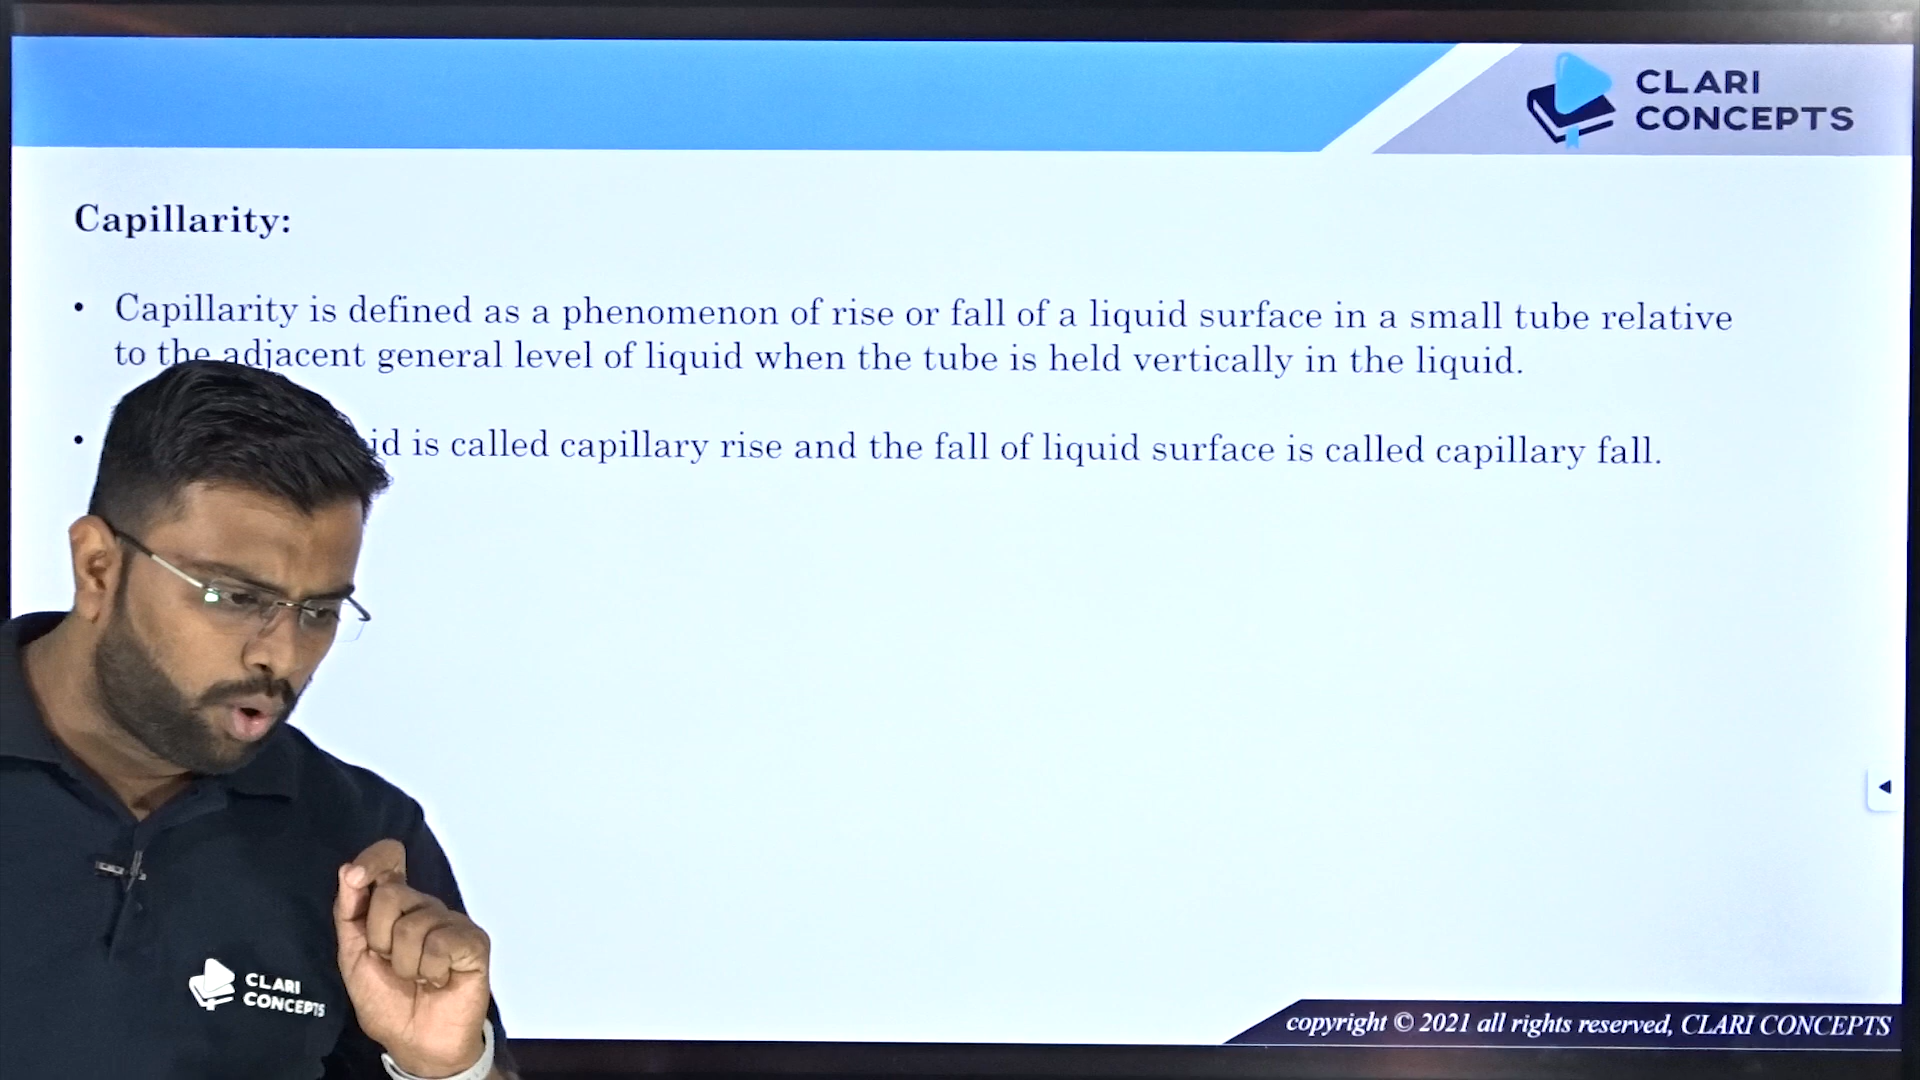 CLARI
CONCEPTS
Capillarity:
• Capillarity is defined as a phenomenon of rise or fall of a liquid surface in a small tube relative
to the adjacent general level of liquid when the tube is held vertically in the liquid.
• is called capillary rise and the fall of liquid surface is called capillary fall.
CLARI
CONCEPTS
copyright © 2021 all rights reserved, CLARI CONCEPTS